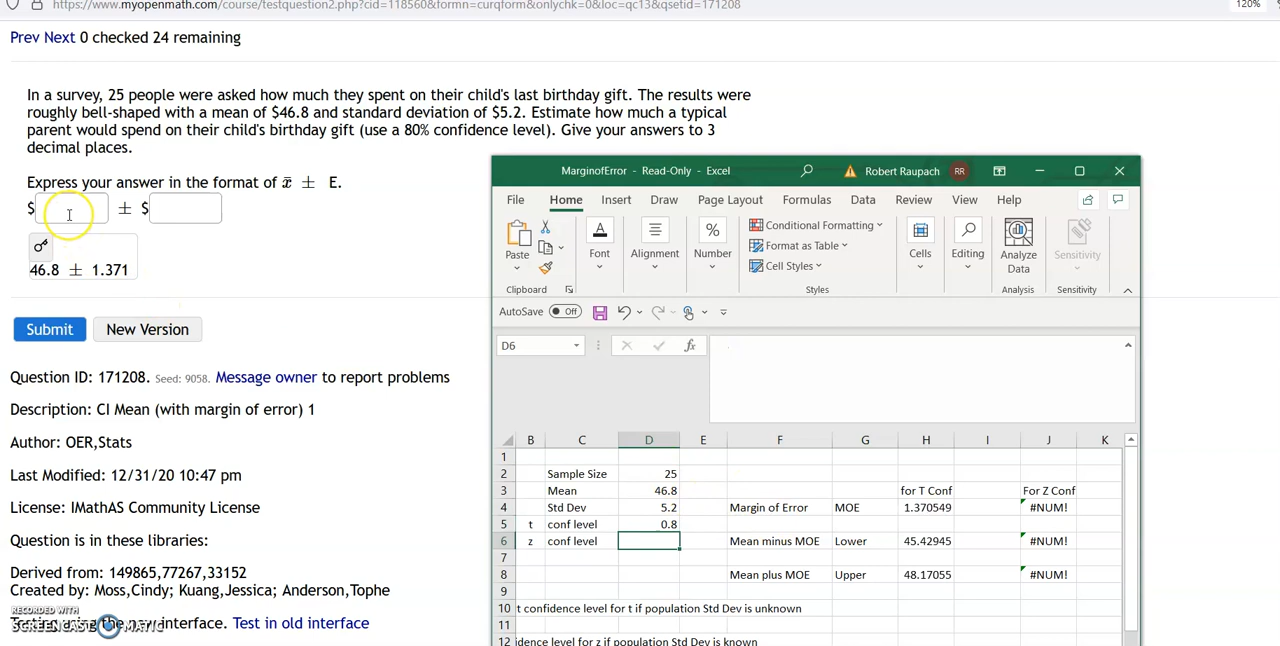 https://www.myopenmath.com/course/testquestion2.php?cid=118560&formn=curqform&onlychk=0&loc=qc13&qsetid=171208
120%
Prev Next 0 checked 24 remaining
In a survey, 25 people were asked how much they spent on their child's last birthday gift. The results were
roughly bell-shaped with a mean of $46.8 and standard deviation of $5.2. Estimate how much a typical
parent would spend on their child's birthday gift (use a 80% confidence level). Give your answers to 3
decimal places.
Express your answer in the format of x̄ ± E.
$ ± $
46.8 ± 1.371
Submit New Version
Question ID: 171208. Seed: 9058. Message owner to report problems
Description: CI Mean (with margin of error) 1
Author: OER,Stats
Last Modified: 12/31/20 10:47 pm
License: IMathAS Community License
Question is in these libraries:
Derived from: 149865,77267,33152
Created by: Moss,Cindy; Kuang,Jessica; Anderson,Tophe
RECORDED WITH
SCREENCAST MATIC
Testing using the new interface. Test in old interface
MarginofError - Read-Only - Excel
Robert Raupach RR
File Home Insert Draw Page Layout Formulas Data Review View Help
Paste
Clipboard
Font
Alignment
%
Number
Conditional Formatting
Format as Table
Cell Styles
Styles
Cells
Editing
Analyze
Data
Analysis
Sensitivity
Sensitivity
AutoSave Off
D6 fx
B C D E F G H I J K
1
2 Sample Size 25
3 Mean 46.8 for T Conf For Z Conf
4 Std Dev 5.2 Margin of Error MOE 1.370549 #NUM!
5 t conf level 0.8
6 z conf level Mean minus MOE Lower 45.42945 #NUM!
7
8 Mean plus MOE Upper 48.17055 #NUM!
9
10 t confidence level for t if population Std Dev is unknown
11
12 idence level for z if population Std Dev is known